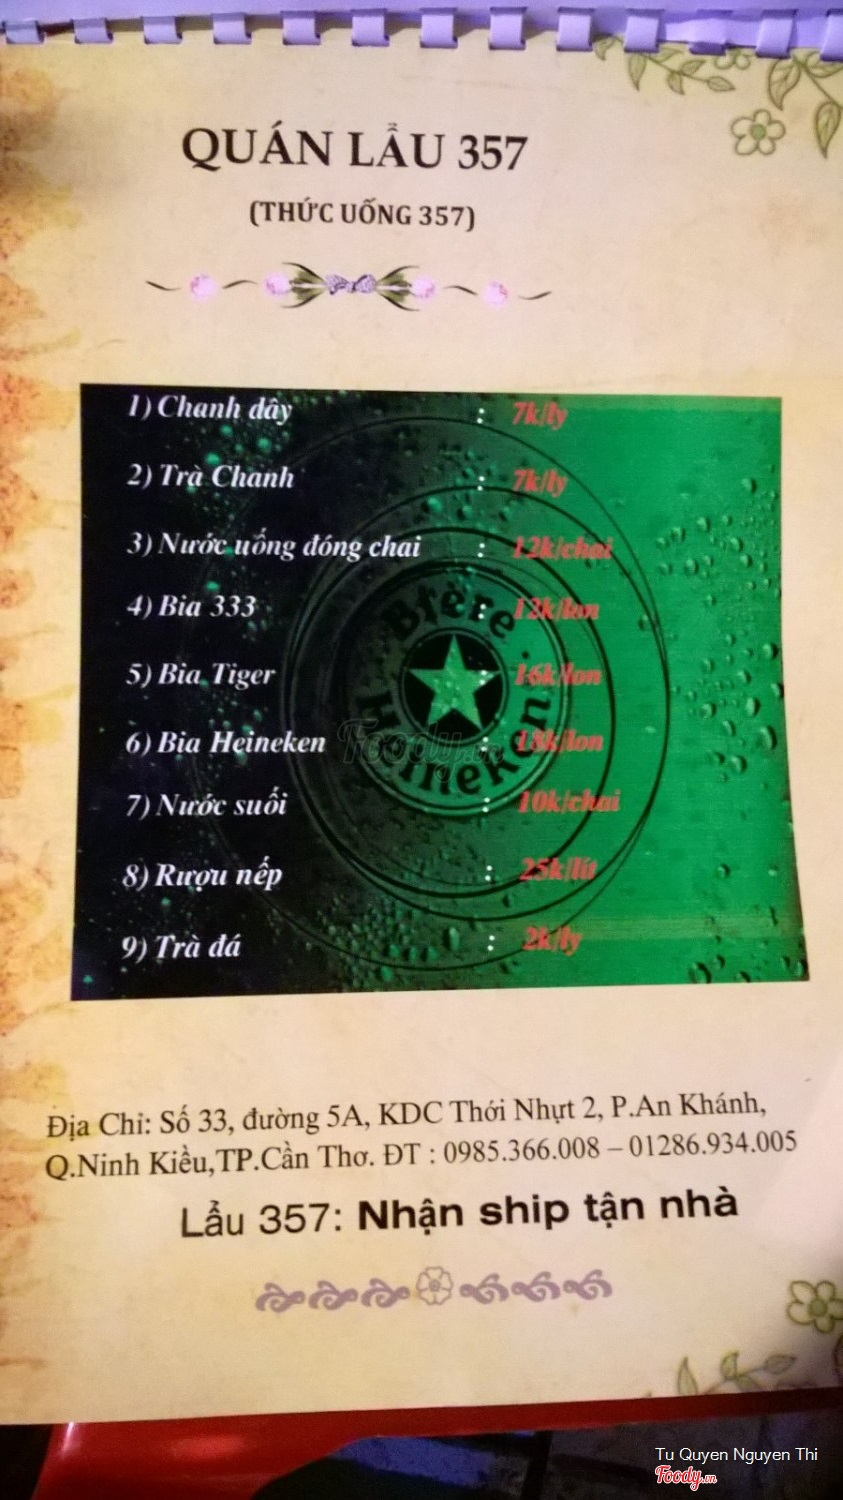 QUÁN LẨU 357
(THỨC UỐNG 357)
1) Chanh dây : 7k/ly
2) Trà Chanh : 7k/ly
3) Nước uống đóng chai : 12k/chai
4) Bia 333 : 12k/lon
5) Bia Tiger : 16k/lon
6) Bia Heineken : 18k/lon
7) Nước suối : 10k/chai
8) Rượu nếp : 25k/lít
9) Trà đá : 2k/ly
Bière
Heineken
Foody.vn
Địa Chỉ: Số 33, đường 5A, KDC Thới Nhựt 2, P.An Khánh,
Q.Ninh Kiều,TP.Cần Thơ. ĐT : 0985.366.008 – 01286.934.005
Lẩu 357: Nhận ship tận nhà
Tu Quyen Nguyen Thi
Foody.vn